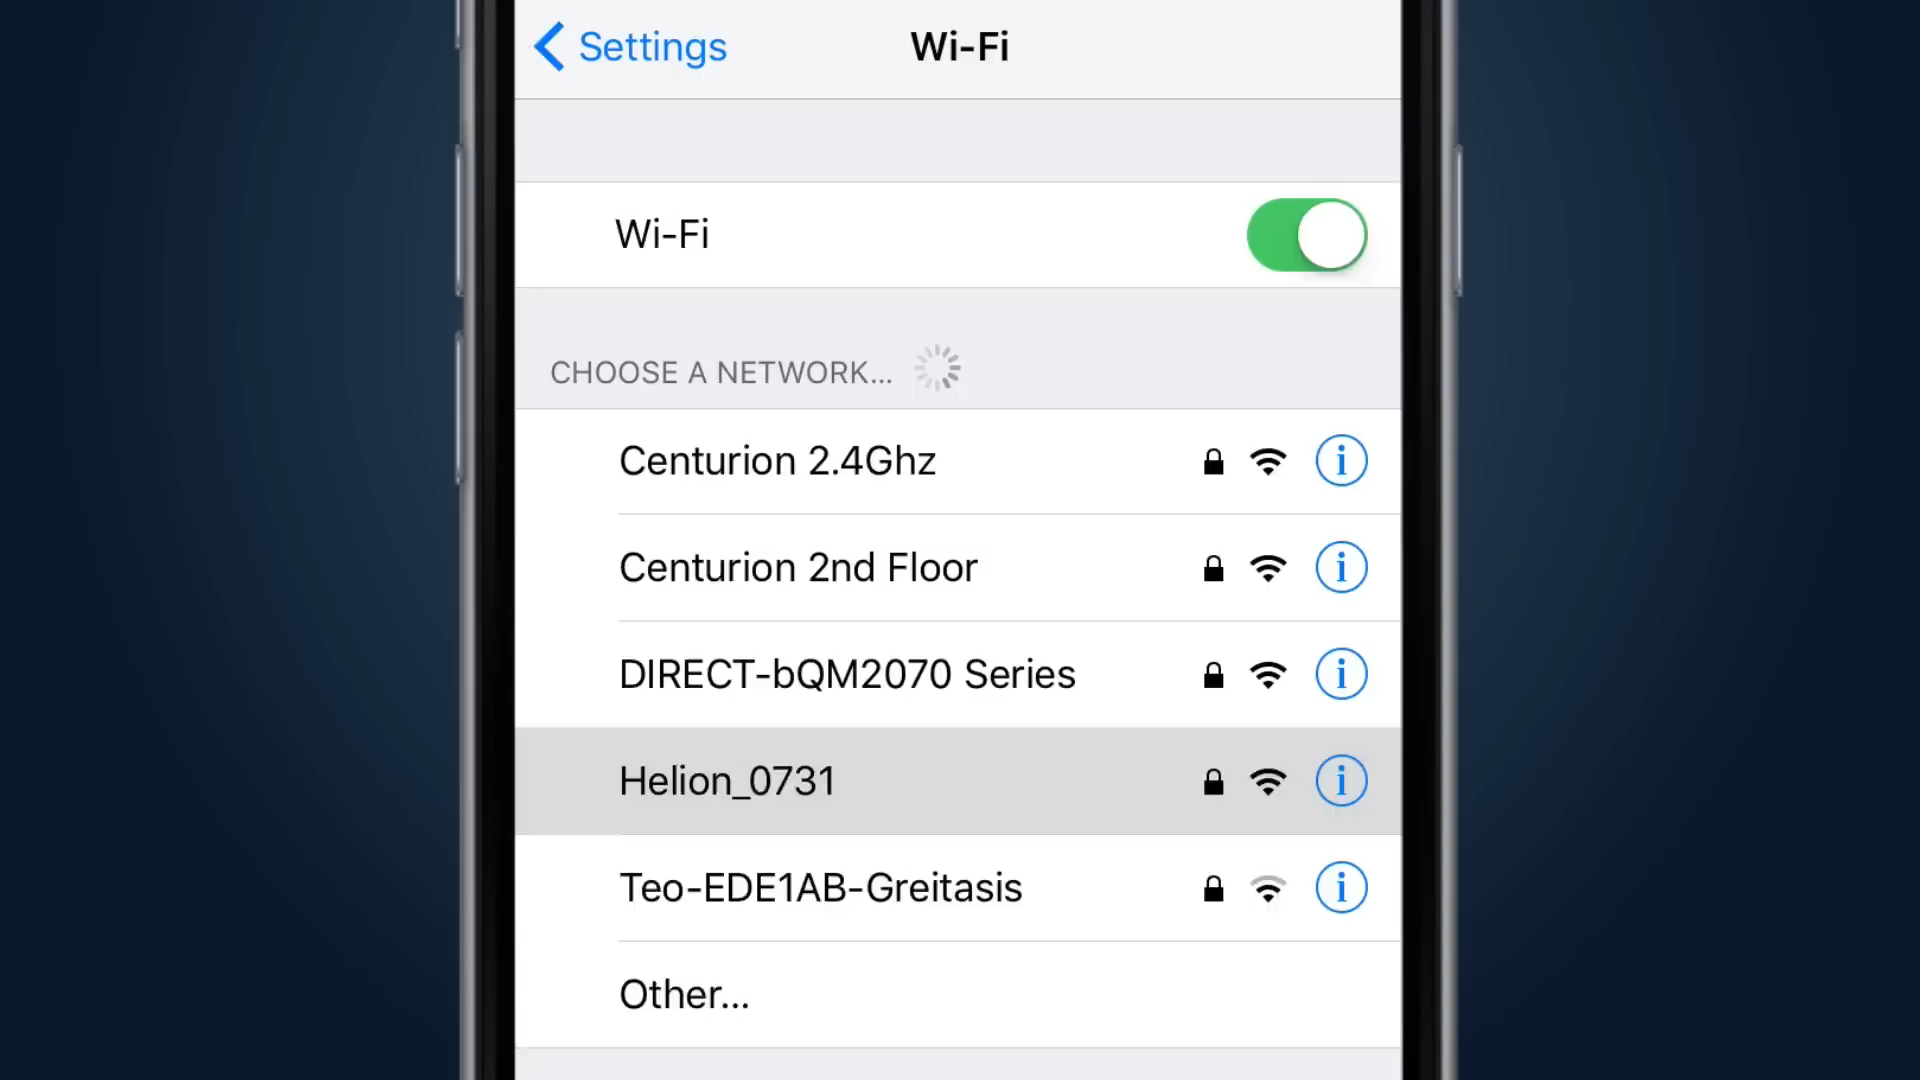 Settings
Wi-Fi
Wi-Fi
CHOOSE A NETWORK...
Centurion 2.4Ghz
Centurion 2nd Floor
DIRECT-bQM2070 Series
Helion_0731
Teo-EDE1AB-Greitasis
Other...